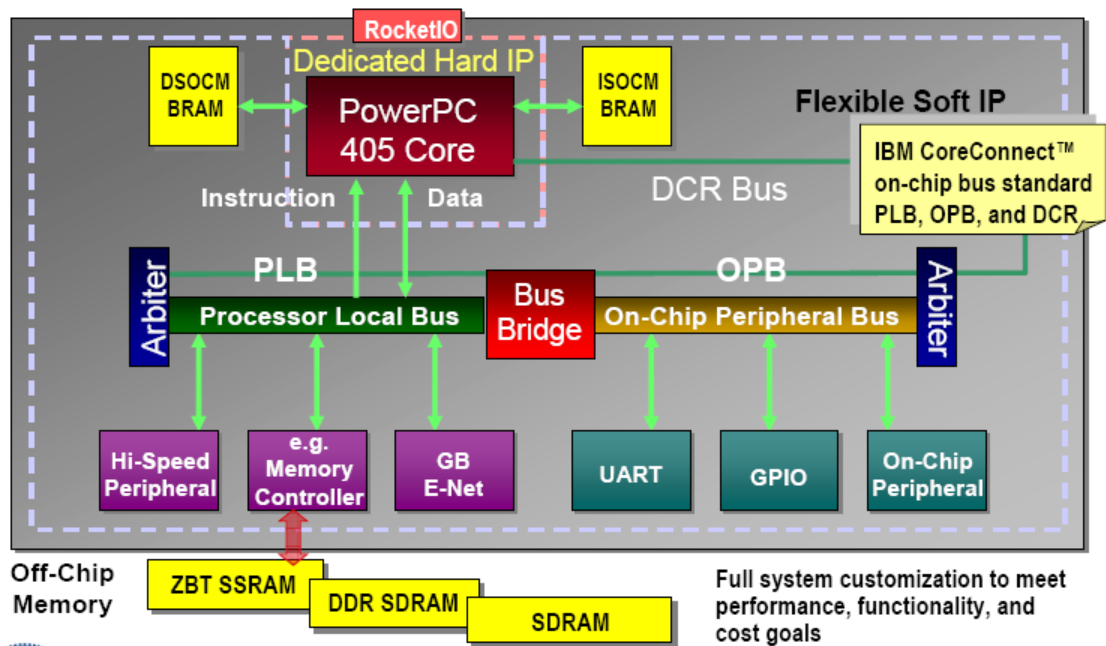 RocketIO
Dedicated Hard IP
DSOCM
BRAM
PowerPC
405 Core
ISOCM
BRAM
Flexible Soft IP
IBM CoreConnect™
on-chip bus standard
PLB, OPB, and DCR
DCR Bus
Instruction
Data
PLB
OPB
Arbiter
Processor Local Bus
Bus
Bridge
On-Chip Peripheral Bus
Arbiter
Hi-Speed
Peripheral
e.g.
Memory
Controller
GB
E-Net
UART
GPIO
On-Chip
Peripheral
Off-Chip
Memory
ZBT SSRAM
DDR SDRAM
SDRAM
Full system customization to meet
performance, functionality, and
cost goals